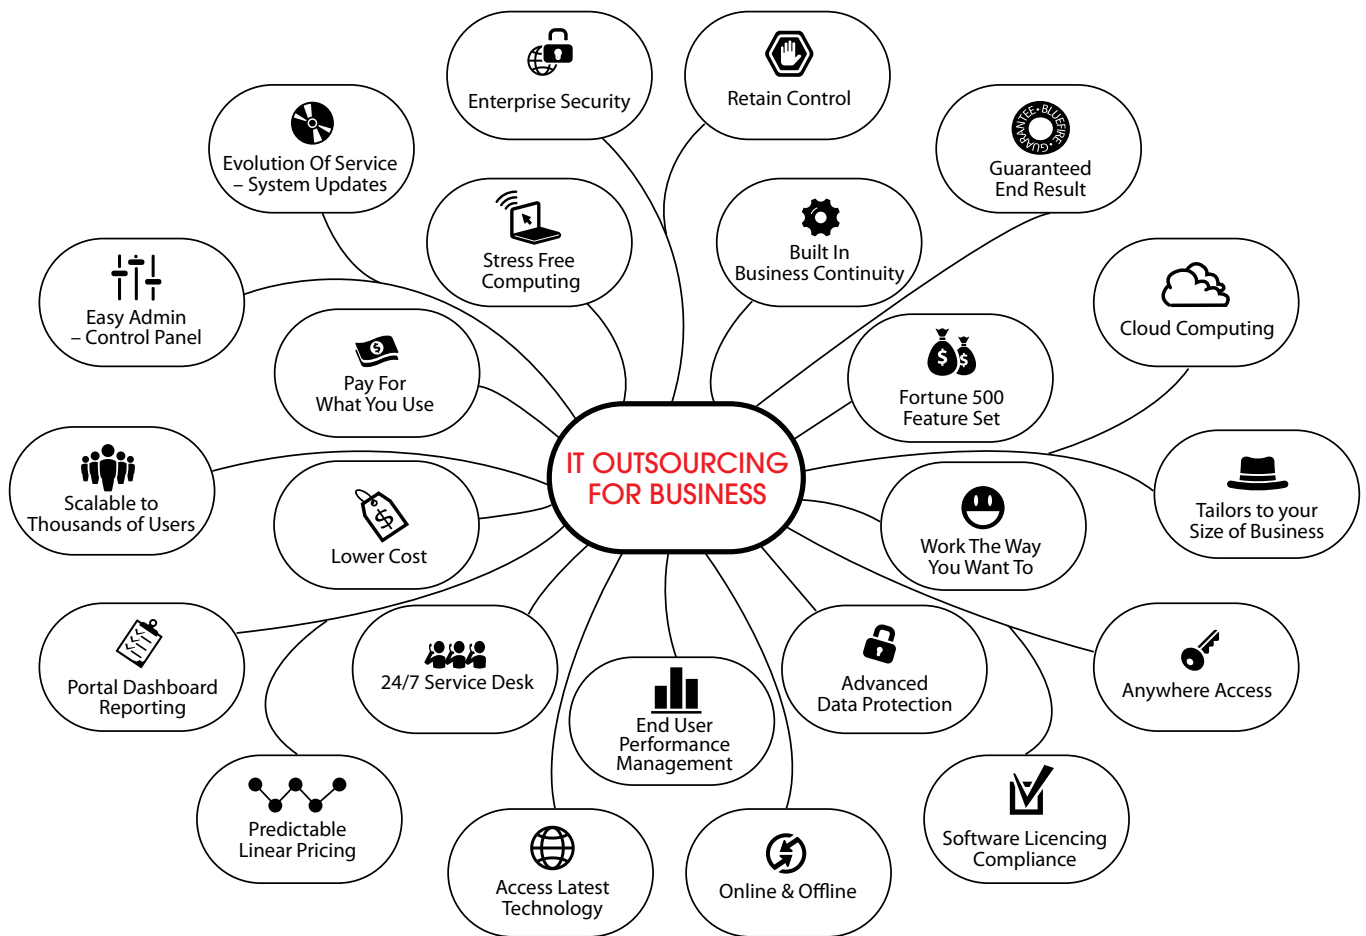 Enterprise Security
Retain Control
Evolution Of Service
– System Updates
GUARANTEE • BLUEFIRE •
Guaranteed
End Result
Stress Free
Computing
Built In
Business Continuity
Easy Admin
– Control Panel
Cloud Computing
Pay For
What You Use
Fortune 500
Feature Set
IT OUTSOURCING
FOR BUSINESS
Scalable to
Thousands of Users
Tailors to your
Size of Business
Lower Cost
Work The Way
You Want To
Portal Dashboard
Reporting
24/7 Service Desk
End User
Performance
Management
Advanced
Data Protection
Anywhere Access
Predictable
Linear Pricing
Access Latest
Technology
Online & Offline
Software Licencing
Compliance